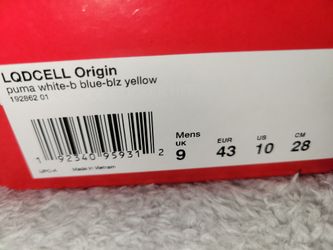 LQDCELL Origin
puma white-b blue-blz yellow
192862 01
Mens
UK EUR US CM
9 43 10 28
1 92340 95931 2
UPC-A Made in Vietnam